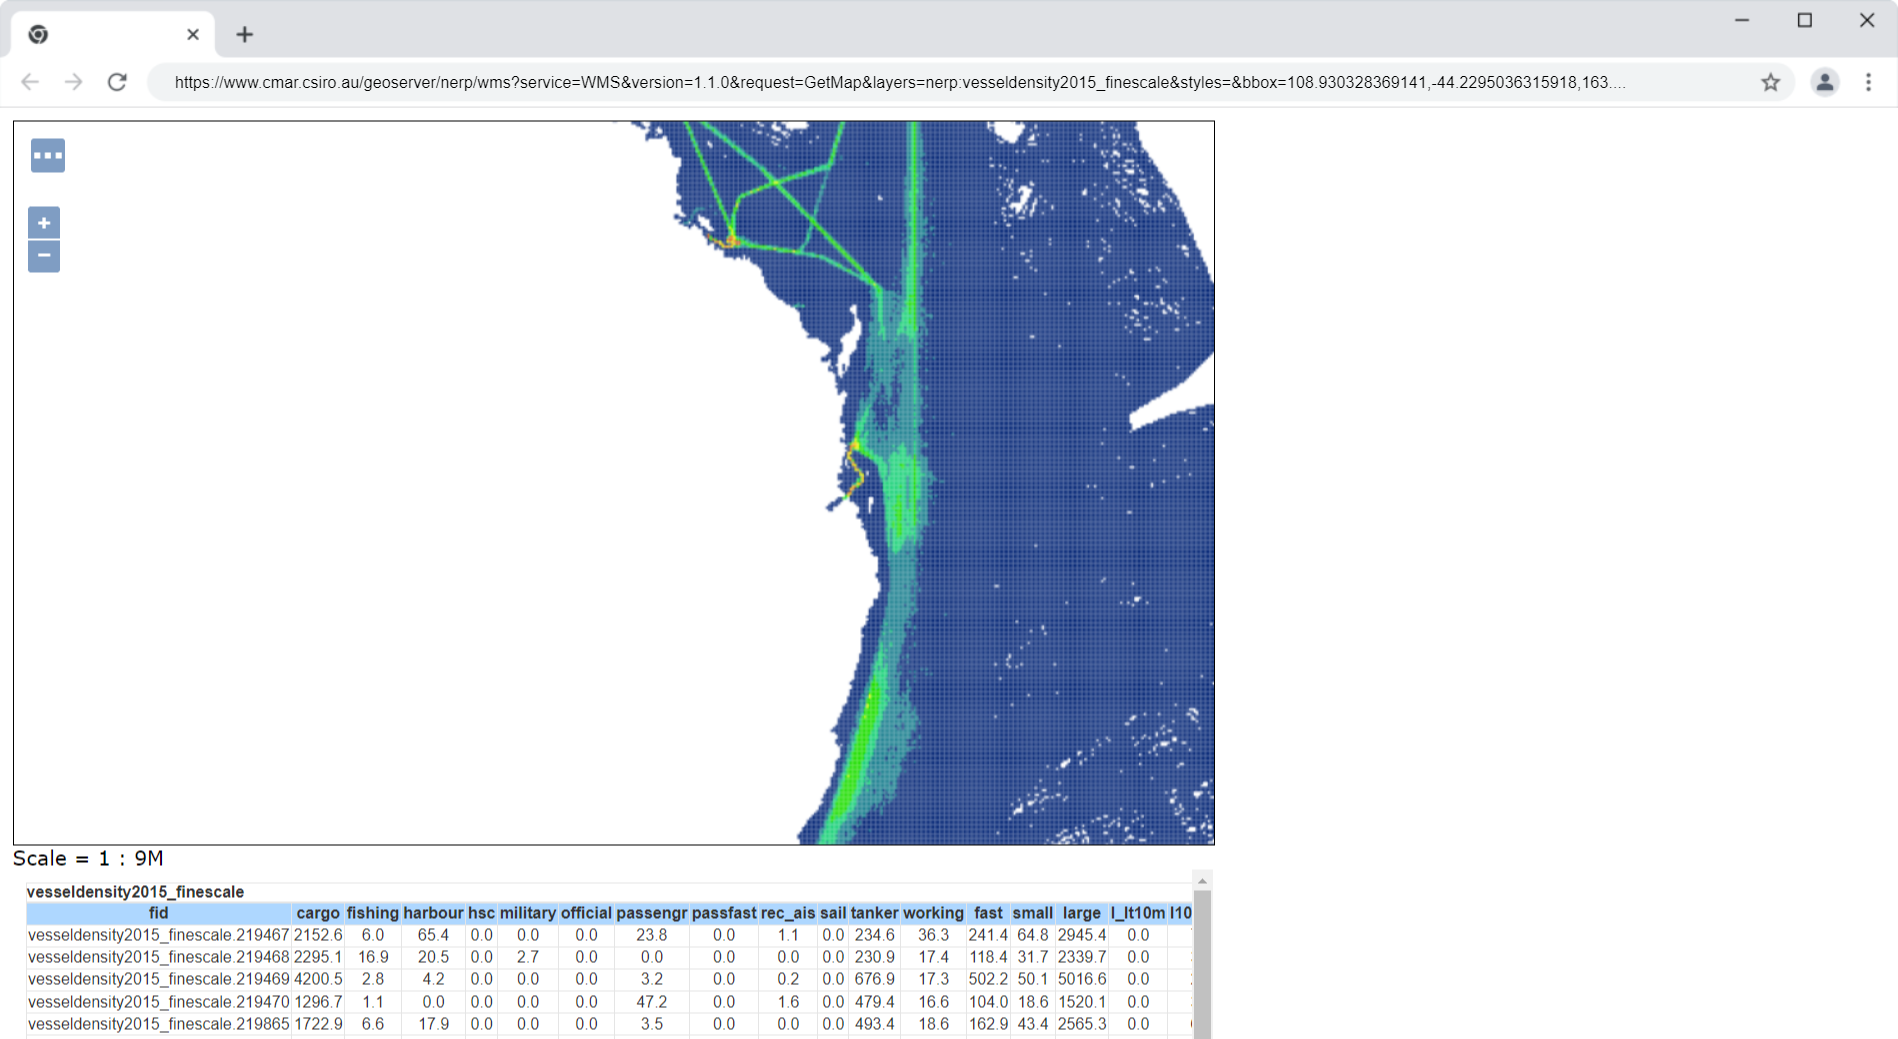 https://www.cmar.csiro.au/geoserver/nerp/wms?service=WMS&version=1.1.0&request=GetMap&layers=nerp:vesseldensity2015_finescale&styles=&bbox=108.930328369141,-44.2295036315918,163....
+
−
Scale = 1 : 9M
vesseldensity2015_finescale
fid cargo fishing harbour hsc military official passengr passfast rec_ais sail tanker working fast small large l_lt10m l10
vesseldensity2015_finescale.219467 2152.6 6.0 65.4 0.0 0.0 0.0 23.8 0.0 1.1 0.0 234.6 36.3 241.4 64.8 2945.4 0.0
vesseldensity2015_finescale.219468 2295.1 16.9 20.5 0.0 2.7 0.0 0.0 0.0 0.0 0.0 230.9 17.4 118.4 31.7 2339.7 0.0
vesseldensity2015_finescale.219469 4200.5 2.8 4.2 0.0 0.0 0.0 3.2 0.0 0.2 0.0 676.9 17.3 502.2 50.1 5016.6 0.0
vesseldensity2015_finescale.219470 1296.7 1.1 0.0 0.0 0.0 0.0 47.2 0.0 1.6 0.0 479.4 16.6 104.0 18.6 1520.1 0.0
vesseldensity2015_finescale.219865 1722.9 6.6 17.9 0.0 0.0 0.0 3.5 0.0 0.0 0.0 493.4 18.6 162.9 43.4 2565.3 0.0